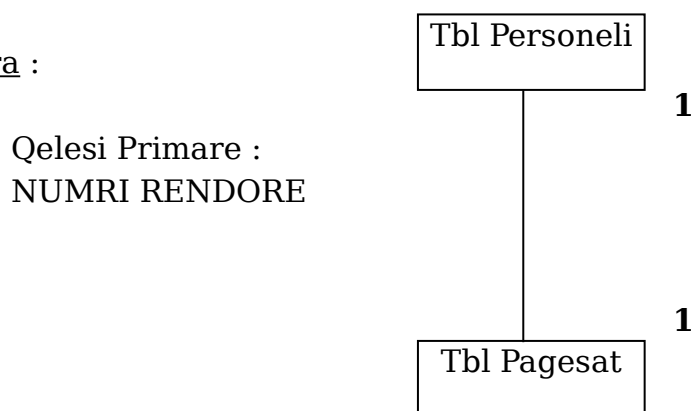 Tbl Personeli
ra :
1
Qelesi Primare :
NUMRI RENDORE
1
Tbl Pagesat